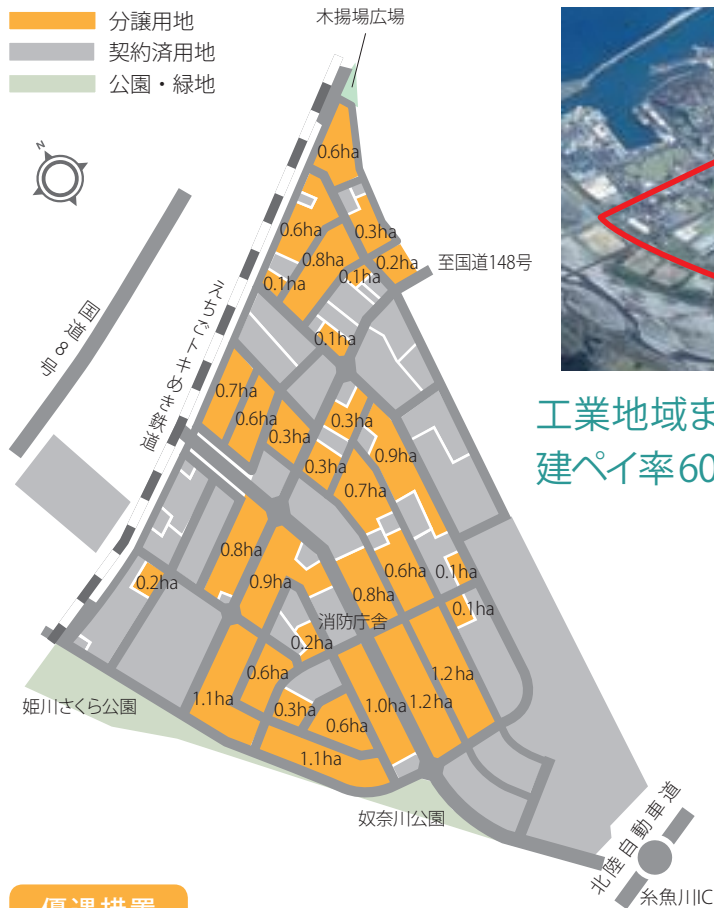 分譲用地
契約済用地
公園・緑地
木揚場広場
N
0.6ha
0.6ha
0.3ha
0.8ha
0.2ha
至国道148号
0.1ha
0.1ha
国道8号
えちごトキめき鉄道
0.1ha
0.7ha
0.6ha
0.3ha
0.3ha
0.9ha
0.3ha
0.7ha
工業地域ま
建ペイ率60
0.8ha
0.9ha
0.6ha
0.1ha
0.2ha
0.8ha
0.1ha
消防庁舎
0.2ha
0.6ha
1.2ha
1.1ha
0.3ha
1.0ha
1.2ha
姫川さくら公園
0.6ha
1.1ha
奴奈川公園
北陸自動車道
糸魚川IC
優遇措置